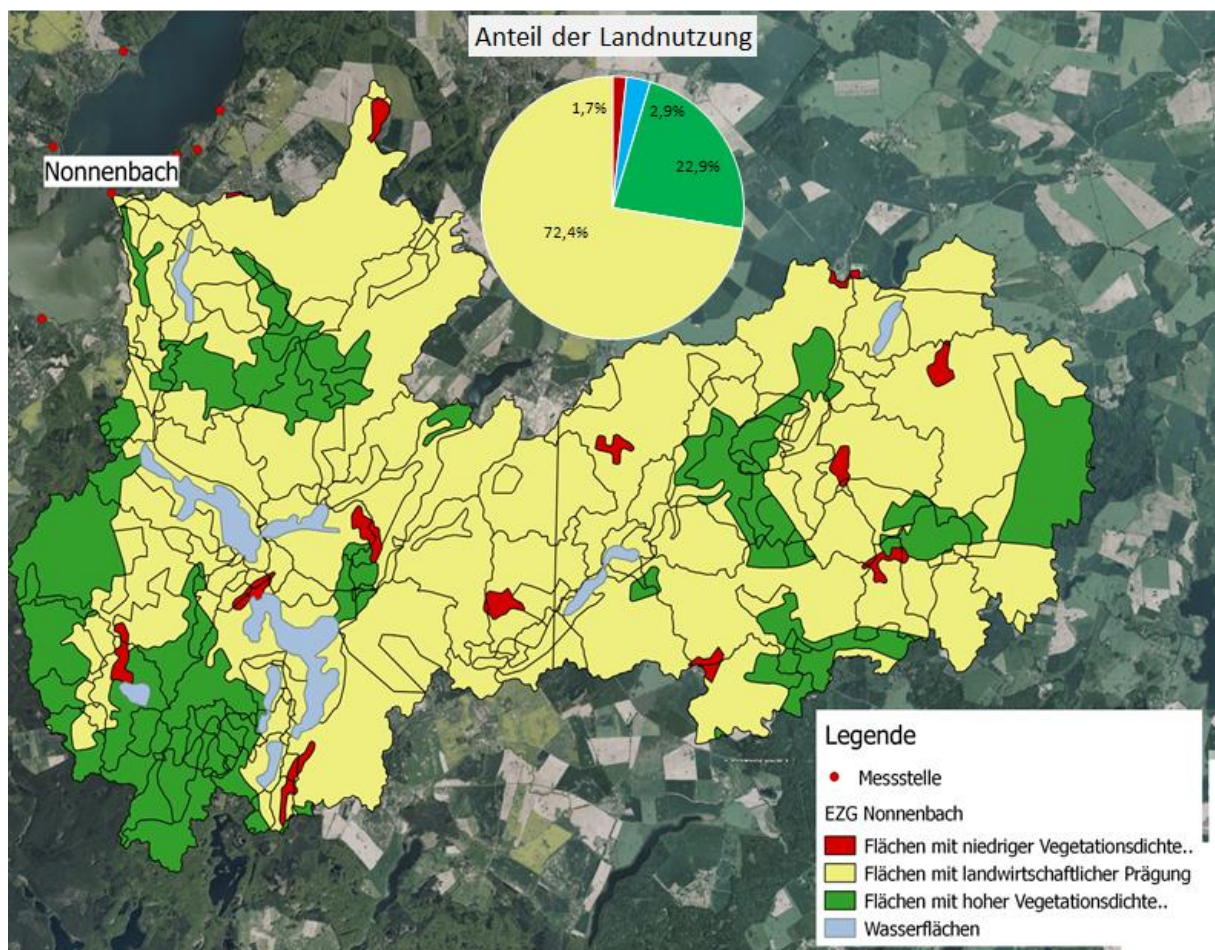 Anteil der Landnutzung
1,7%
2,9%
22,9%
72,4%
Nonnenbach
Legende
Messstelle
EZG Nonnenbach
Flächen mit niedriger Vegetationsdichte..
Flächen mit landwirtschaftlicher Prägung
Flächen mit hoher Vegetationsdichte..
Wasserflächen